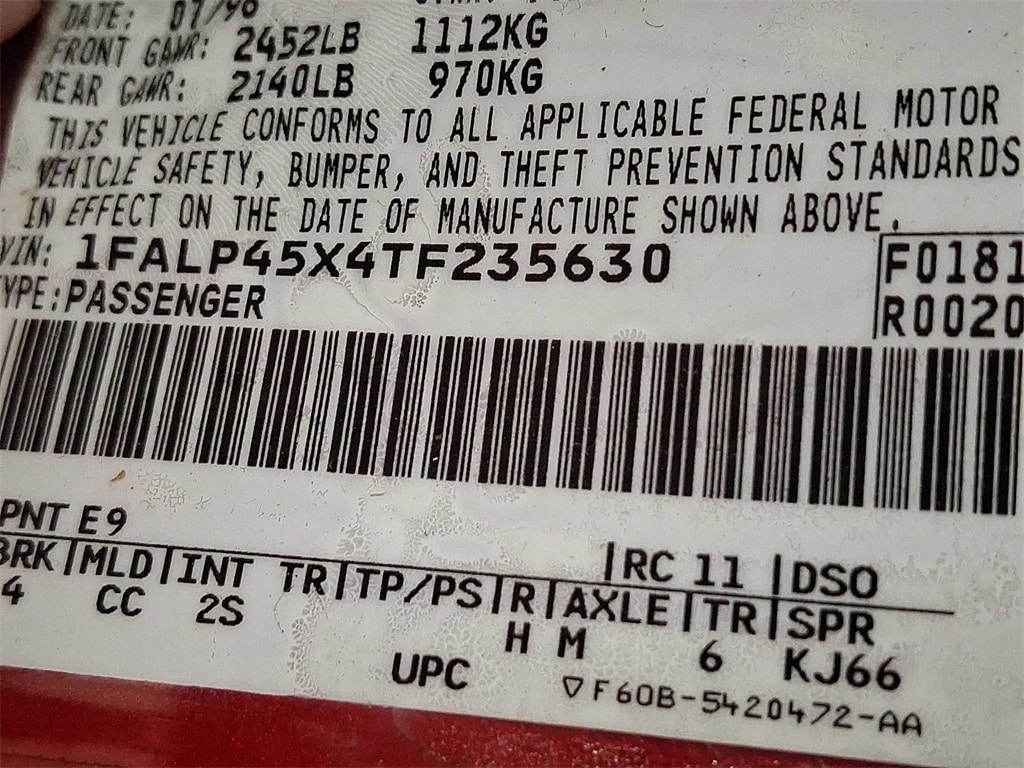 DATE: 07/96
FRONT GAWR: 2452LB 1112KG
REAR GAWR: 2140LB 970KG
THIS VEHICLE CONFORMS TO ALL APPLICABLE FEDERAL MOTOR
VEHICLE SAFETY, BUMPER, AND THEFT PREVENTION STANDARDS
IN EFFECT ON THE DATE OF MANUFACTURE SHOWN ABOVE.
VIN: 1FALP45X4TF235630 F0181
TYPE: PASSENGER R0020
PNT E9
RC 11 | DSO
BRK | MLD | INT TR | TP/PS | R | AXLE | TR | SPR
4 CC 2S H M 6 KJ66
UPC
▽F60B-5420472-AA